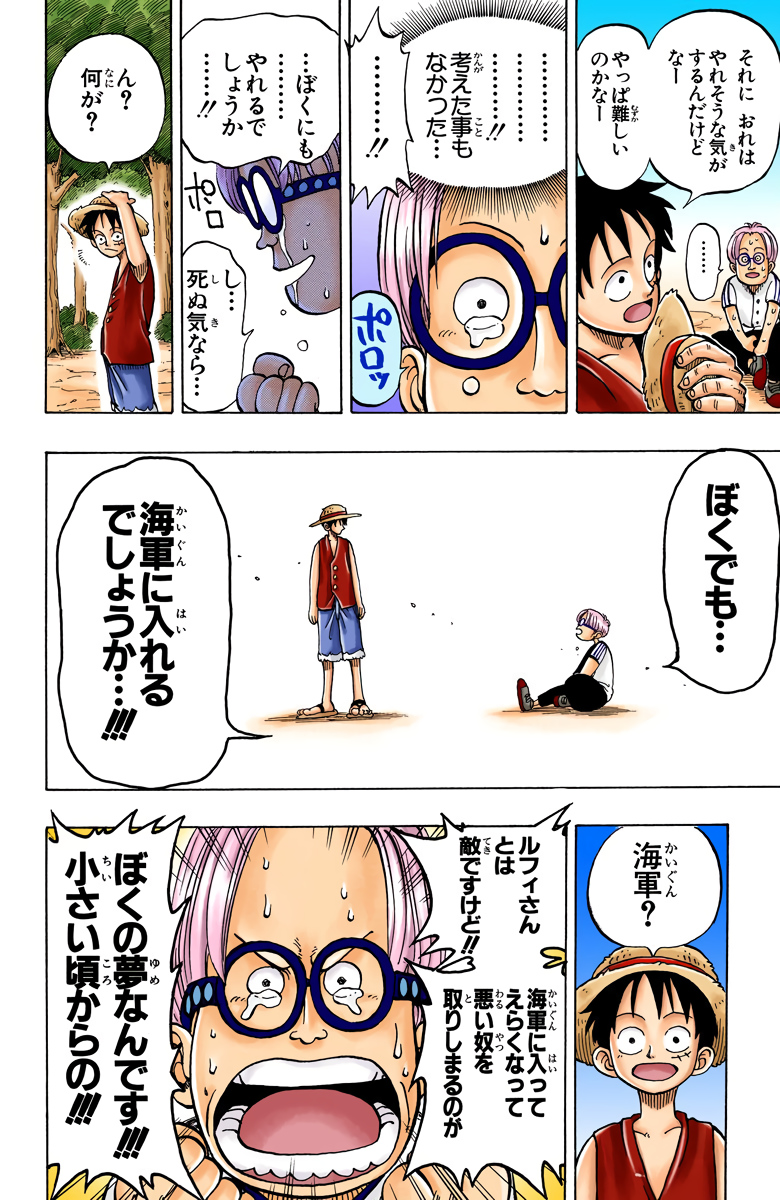 それに おれは
やれそうな気が
するんだけど
なー
やっぱ難しい
のかなー
…‥
…………
…………!!
考えた事も
なかった…
………!!
ポロッ
……ぼくにも
………
やれるで
しょうか
……!!
ポロ
し…
死ぬ気なら…
ん?
何が?
ぼくでも…
海軍に入れる
でしょうか…!!!
海軍?
ルフィさん
とは
敵ですけど!!
海軍に入って
えらくなって
悪い奴を
取りしまるのが
ぼくの夢なんです!!!
小さい頃からの!!!